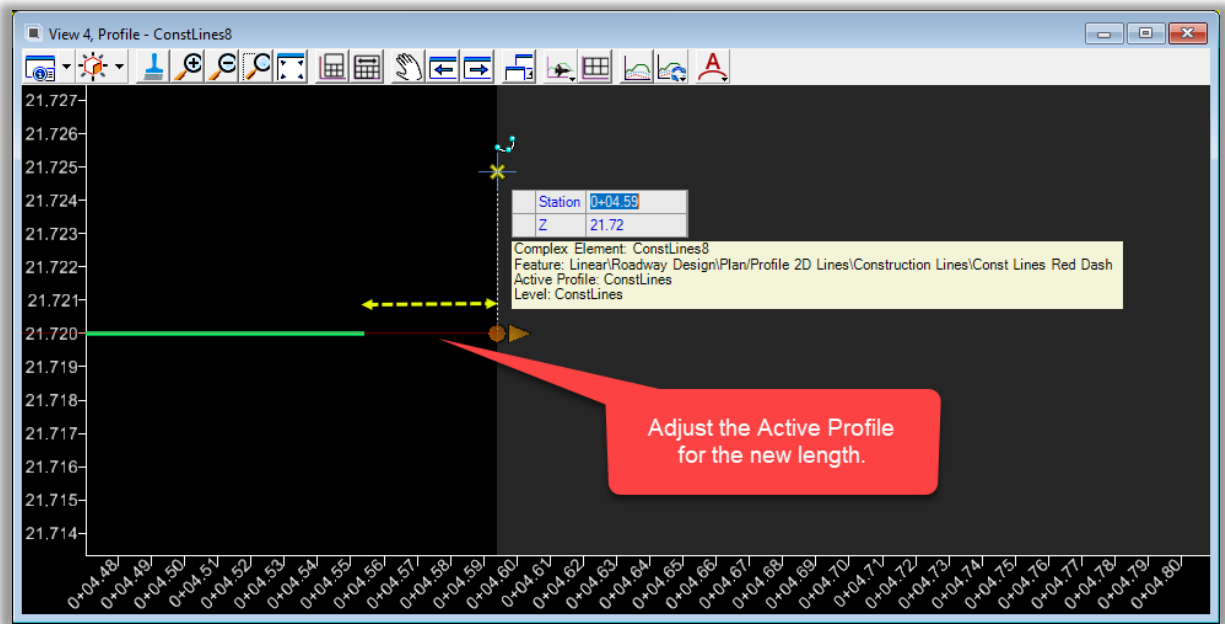 View 4, Profile - ConstLines8
21.727
21.726
21.725
21.724
21.723
21.722
21.721
21.720
21.719
21.718
21.717
21.716
21.715
21.714
Station 0+04.59
Z 21.72
Complex Element: ConstLines8
Feature: Linear\Roadway Design\Plan/Profile 2D Lines\Construction Lines\Const Lines Red Dash
Active Profile: ConstLines
Level: ConstLines
Adjust the Active Profile
for the new length.
0+04.48 0+04.49 0+04.50 0+04.51 0+04.52 0+04.53 0+04.54 0+04.55 0+04.56 0+04.57 0+04.58 0+04.59 0+04.60 0+04.61 0+04.62 0+04.63 0+04.64 0+04.65 0+04.66 0+04.67 0+04.68 0+04.69 0+04.70 0+04.71 0+04.72 0+04.73 0+04.74 0+04.75 0+04.76 0+04.77 0+04.78 0+04.79 0+04.80